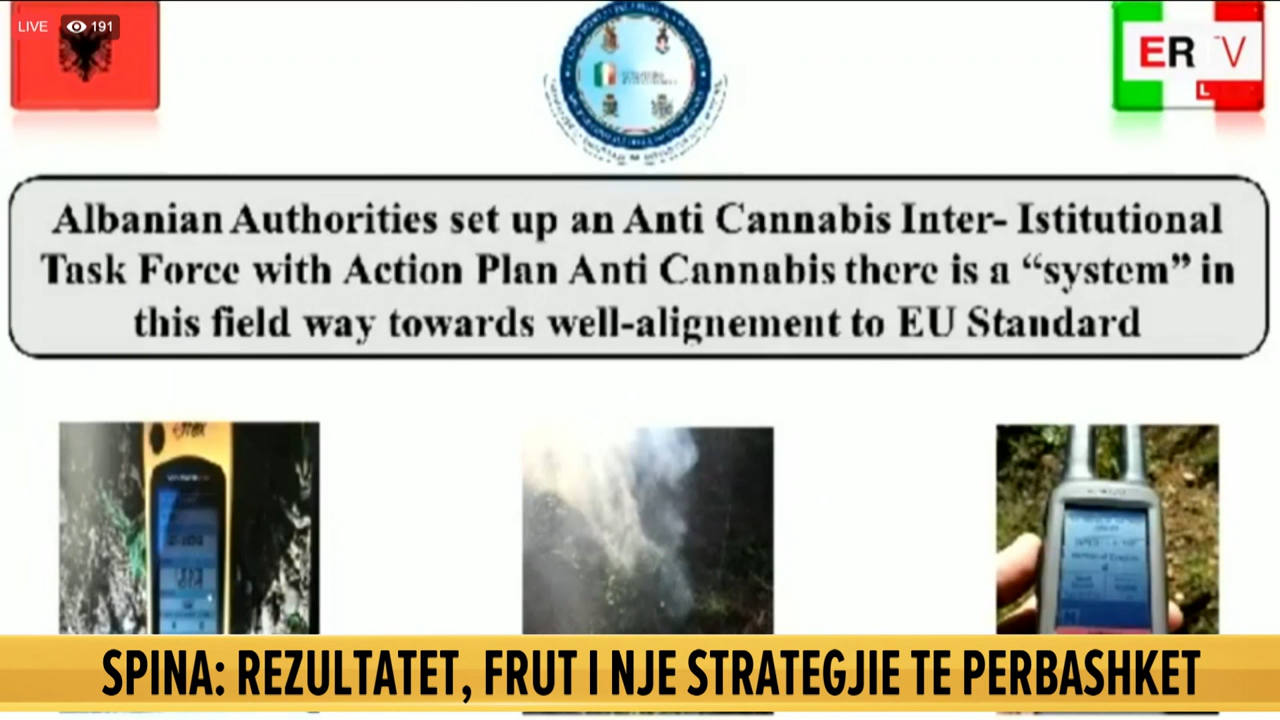 LIVE 191
ER TV
L
Albanian Authorities set up an Anti Cannabis Inter- Istitutional
Task Force with Action Plan Anti Cannabis there is a “system” in
this field way towards well-alignement to EU Standard
SPINA: REZULTATET, FRUT I NJE STRATEGJIE TE PERBASHKET